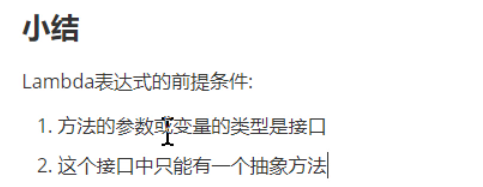 小结
Lambda表达式的前提条件:
1. 方法的参数或变量的类型是接口
2. 这个接口中只能有一个抽象方法